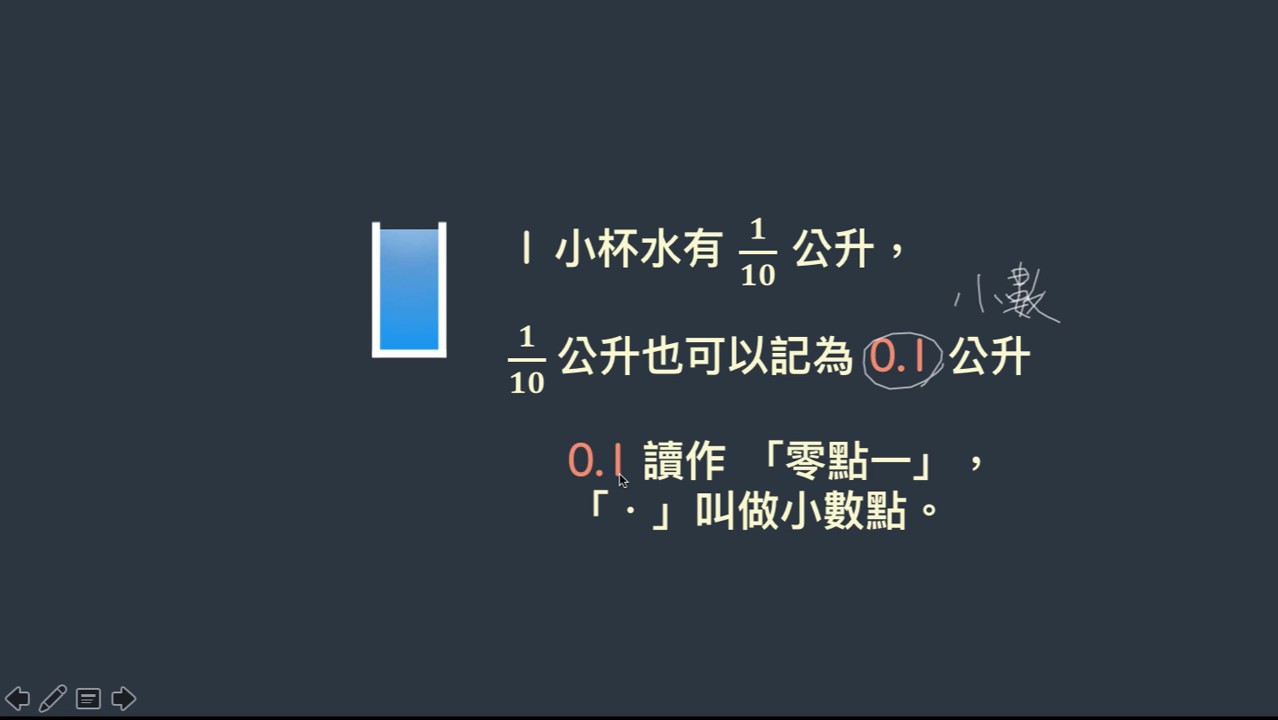 1 小杯水有 1/10 公升，
小數
1/10 公升也可以記為 0.1 公升
0.1 讀作 「零點一」，
「．」叫做小數點。